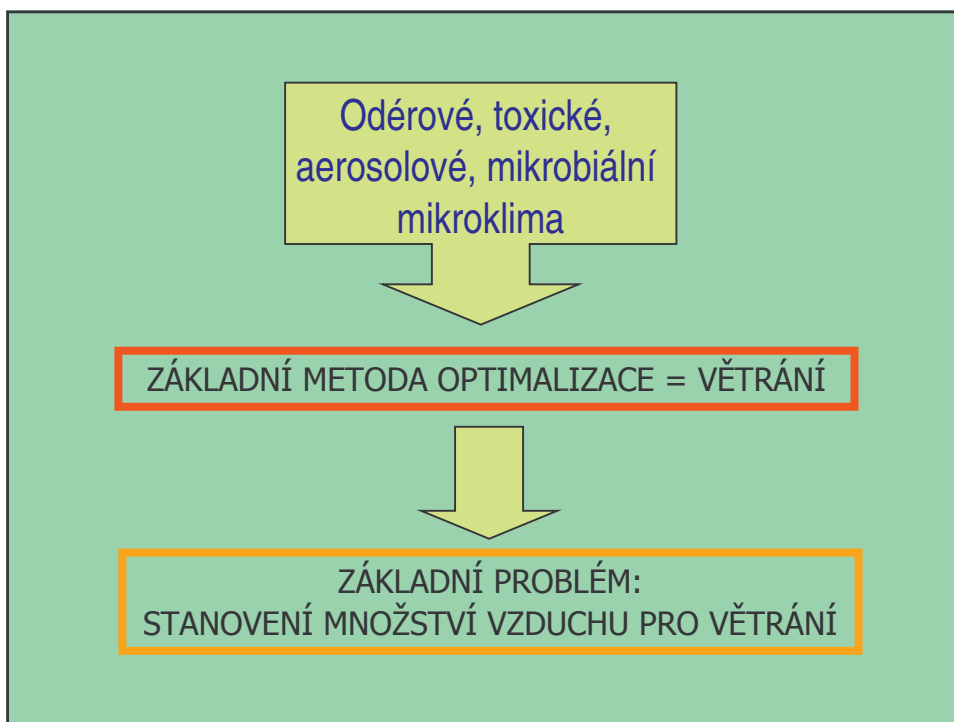 Odérové, toxické,
aerosolové, mikrobiální
mikroklima
ZÁKLADNÍ METODA OPTIMALIZACE = VĚTRÁNÍ
ZÁKLADNÍ PROBLÉM:
STANOVENÍ MNOŽSTVÍ VZDUCHU PRO VĚTRÁNÍ